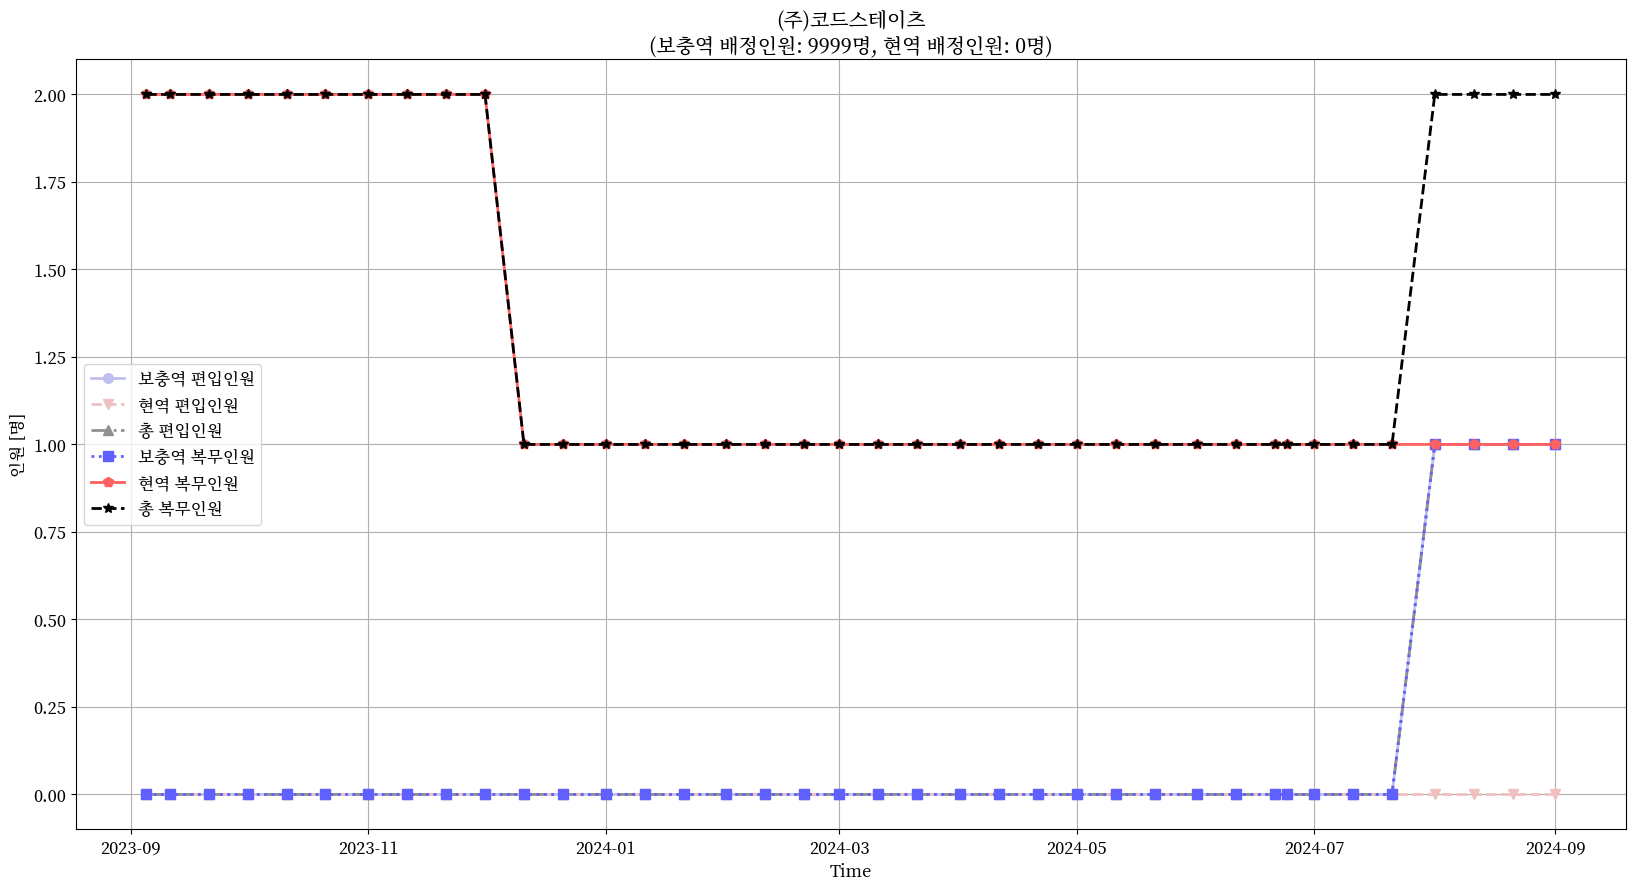 (주)코드스테이츠
(보충역 배정인원: 9999명, 현역 배정인원: 0명)
인원 [명]
2.00
1.75
1.50
1.25
1.00
0.75
0.50
0.25
0.00
보충역 편입인원
현역 편입인원
총 편입인원
보충역 복무인원
현역 복무인원
총 복무인원
2023-09
2023-11
2024-01
2024-03
2024-05
2024-07
2024-09
Time